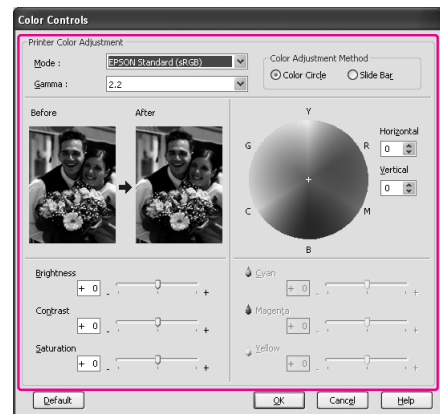 Color Controls
Printer Color Adjustment
Mode : EPSON Standard (sRGB)
Gamma : 2.2
Color Adjustment Method
Color Circle Slide Bar
Before After
Y
G R
C M
B
Horizontal
0
Vertical
0
Brightness
+ 0 - +
Contrast
+ 0 - +
Saturation
+ 0 - +
Cyan
+ 0 - +
Magenta
+ 0 - +
Yellow
+ 0 - +
Default OK Cancel Help